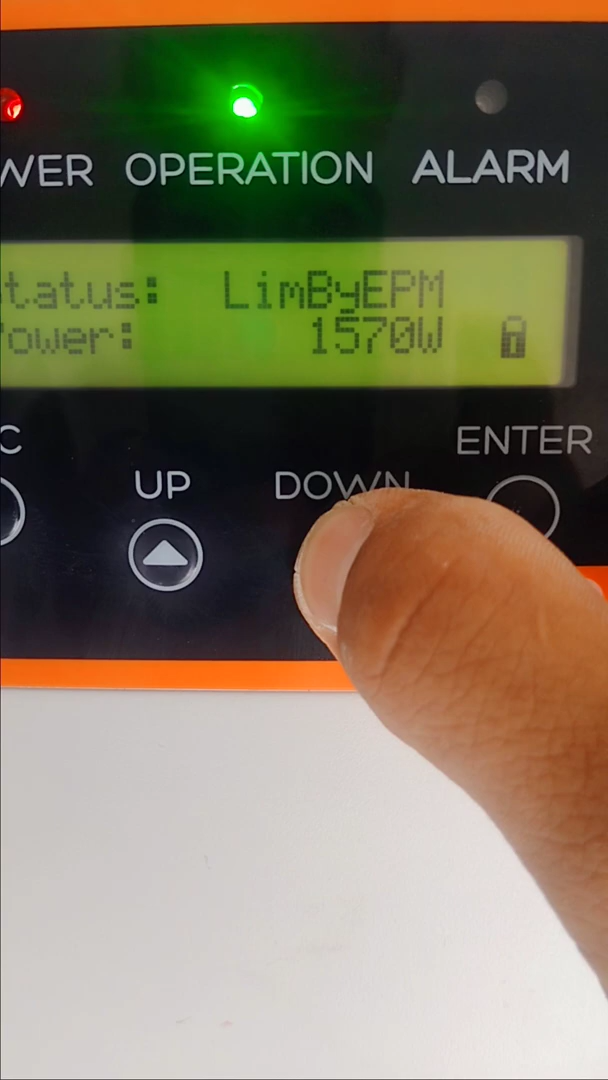 WER OPERATION ALARM
tatus: LimByEPM
ower: 1570W
C
ENTER
UP DOWN